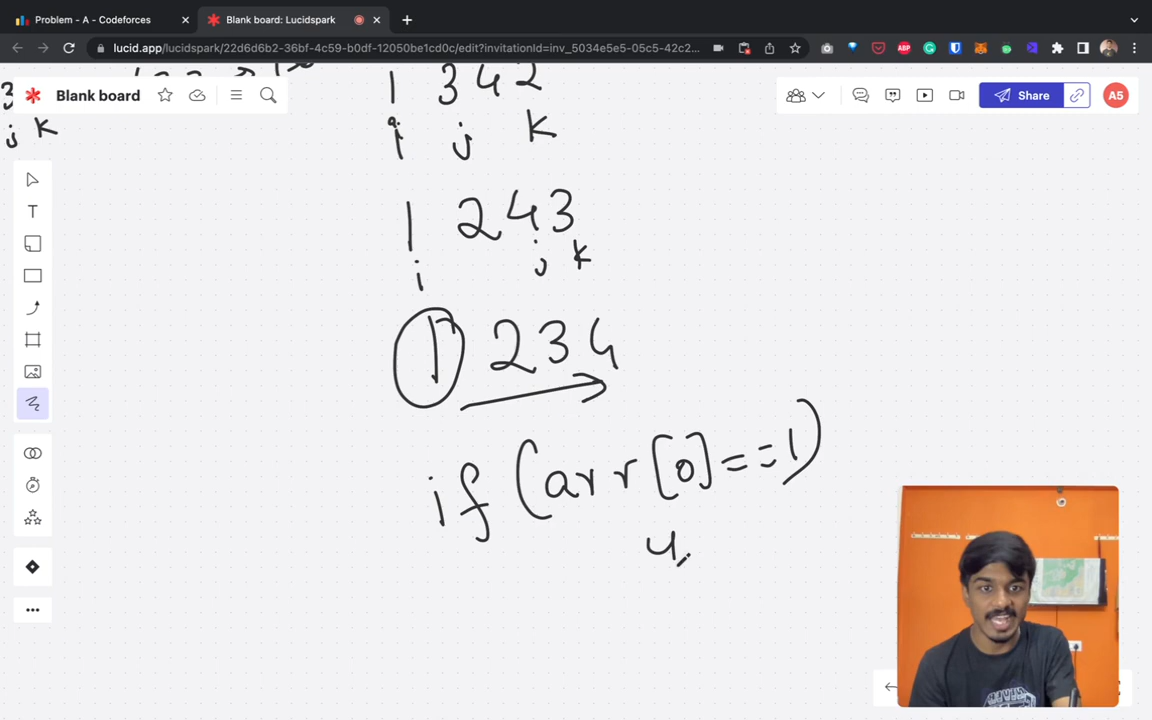 Problem - A - Codeforces
Blank board: Lucidspark
lucid.app/lucidspark/22d6d6b2-36bf-4c59-b0df-12050be1cd0c/edit?invitationId=inv_5034e5e5-05c5-42c2...
ABP
Blank board
Share
A5
3
j k
1 3 4 2
i j k
1 2 4 3
i j k
1 2 3 4
if (arr[0]==1)
y
T